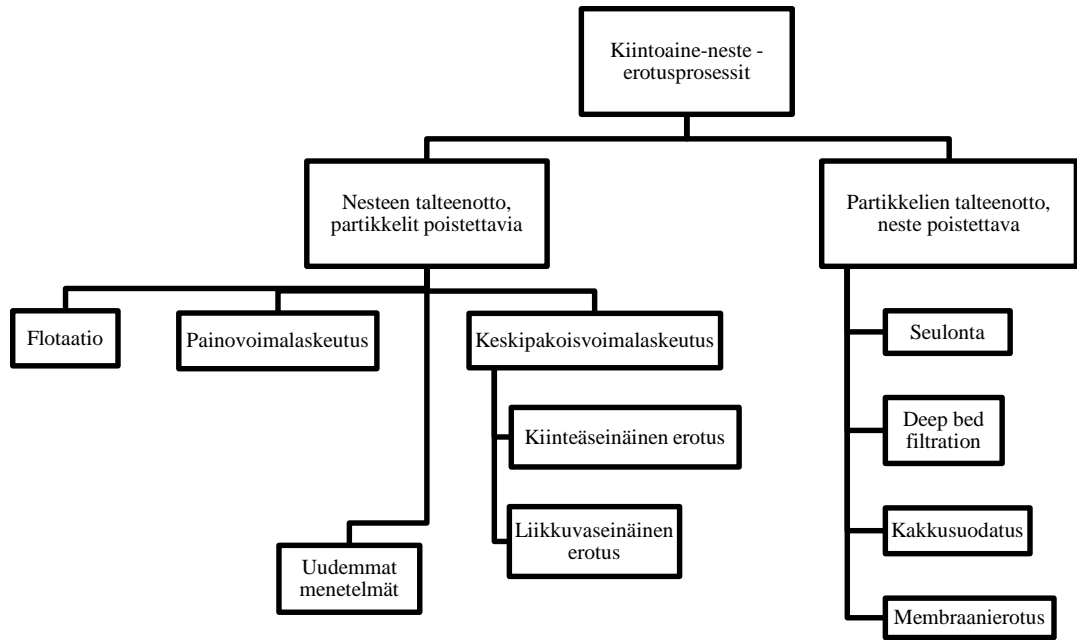 Kiintoaine-neste -
erotusprosessit
Nesteen talteenotto,
partikkelit poistettavia
Partikkelien talteenotto,
neste poistettava
Flotaatio
Painovoimalaskeutus
Keskipakoisvoimalaskeutus
Kiinteäseinäinen erotus
Liikkuvaseinäinen
erotus
Uudemmat
menetelmät
Seulonta
Deep bed
filtration
Kakkusuodatus
Membraanierotus